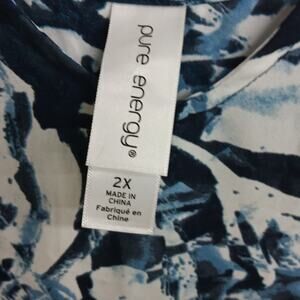 pure energy®
2X
MADE IN
CHINA
Fabriqué en
Chine